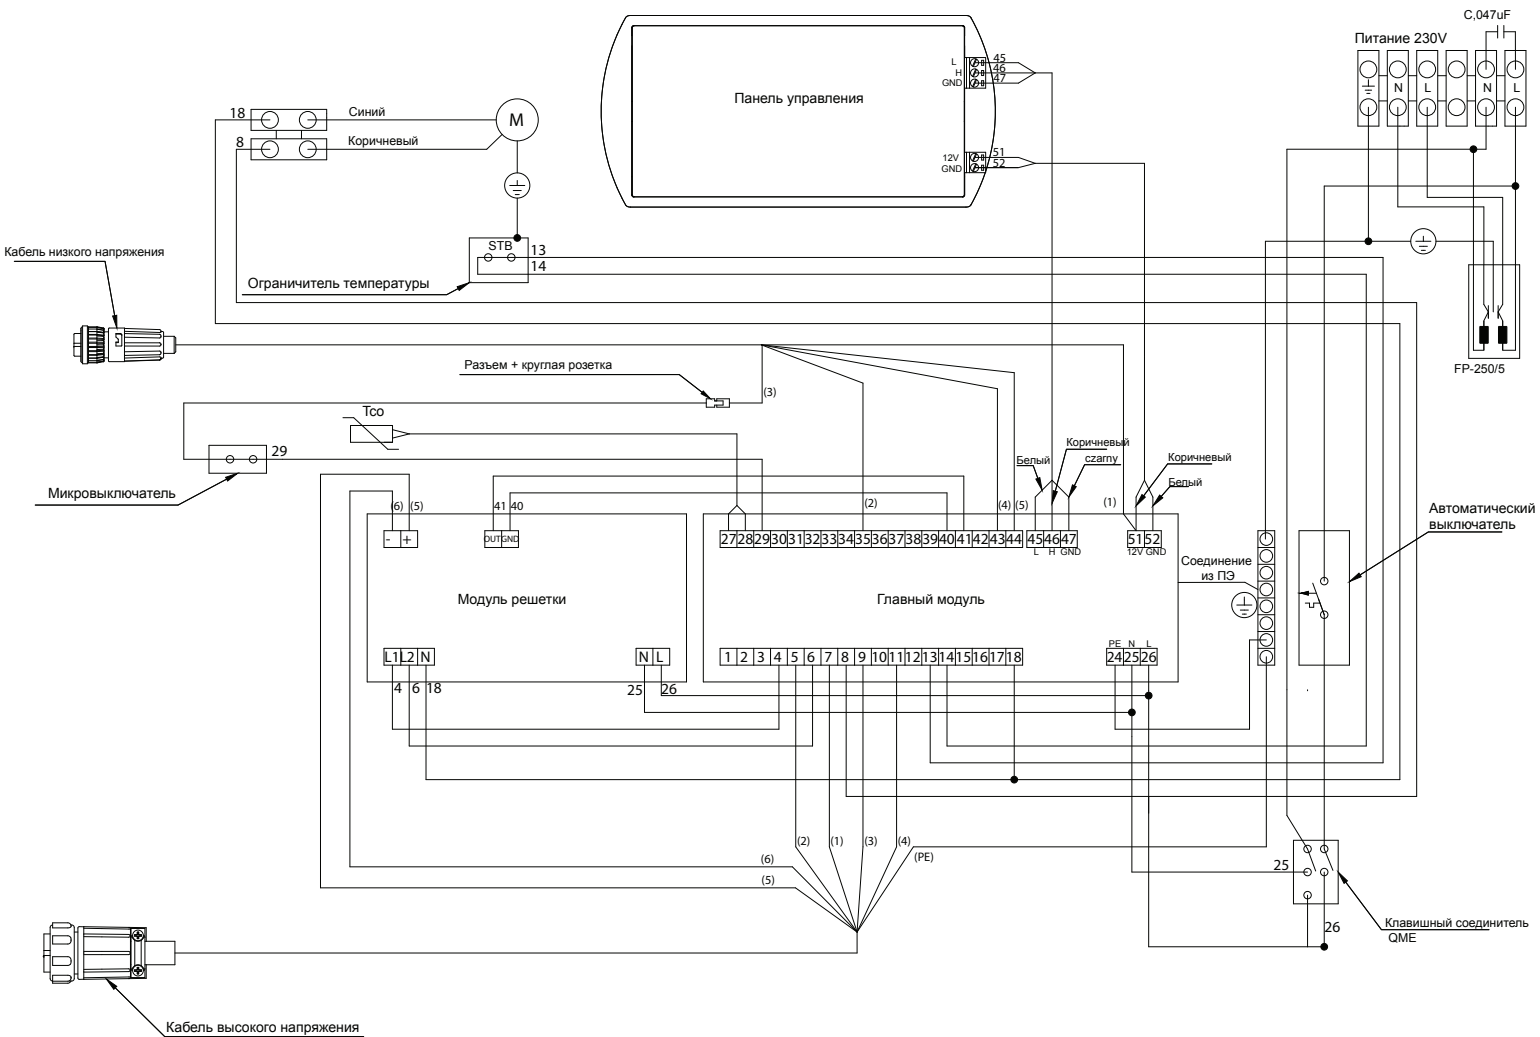 C,047uF
Питание 230V
N L N L
L 45
H 46
GND 47
Панель управления
12V 51
GND 52
18 Синий
8 Коричневый
M
STB 13
14
Кабель низкого напряжения
Ограничитель температуры
FP-250/5
Разъем + круглая розетка
(3)
Tco
29
Микровыключатель
Коричневый
Белый
czarny
Коричневый
Белый
(6) (5)
41 40
(2)
(4) (5)
(1)
Автоматический
выключатель
- +
OUT GND
27 28 29 30 31 32 33 34 35 36 37 38 39 40 41 42 43 44 45 46 47 51 52
L H GND 12V GND
Соединение
из ПЭ
Модуль решетки
Главный модуль
PE N L
L1 L2 N
N L
1 2 3 4 5 6 7 8 9 10 11 12 13 14 15 16 17 18
24 25 26
4 6 18
25 26
(2) (1) (3) (4)
(PE)
(6)
(5)
25
26
Клавишный соединитель
QME
Кабель высокого напряжения